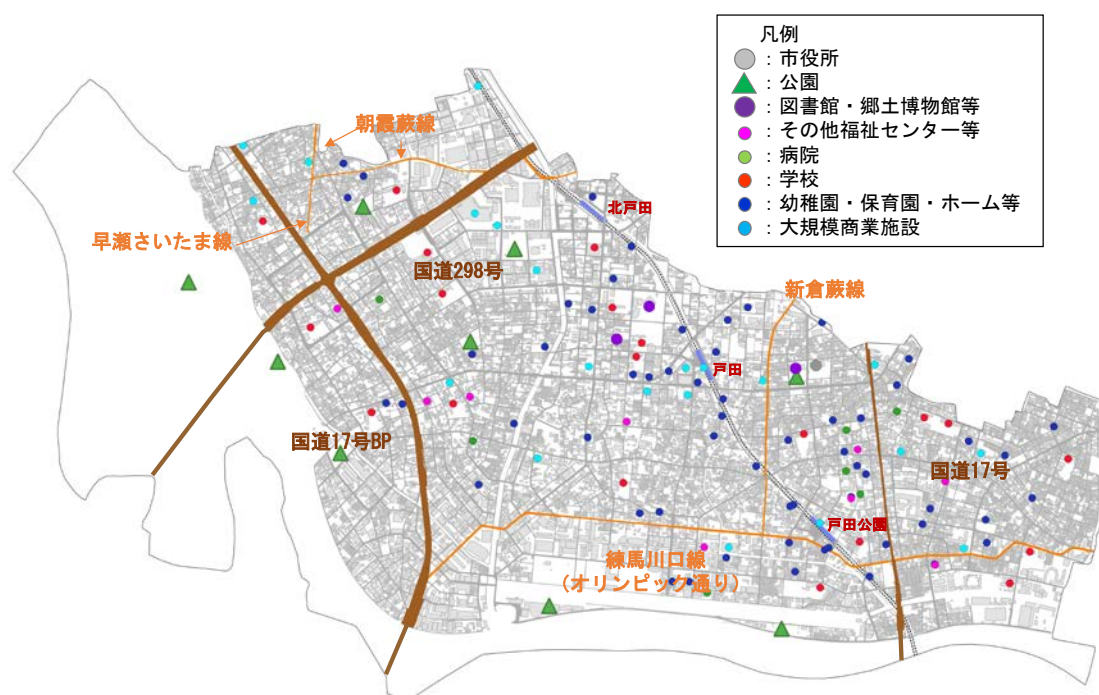 凡例
：市役所
：公園
：図書館・郷土博物館等
：その他福祉センター等
：病院
：学校
：幼稚園・保育園・ホーム等
：大規模商業施設
朝霞蕨線
北戸田
早瀬さいたま線
国道298号
新倉蕨線
戸田
国道17号BP
国道17号
戸田公園
練馬川口線
（オリンピック通り）